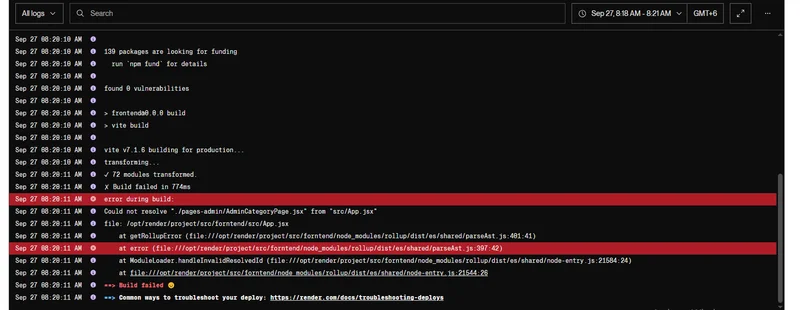 All logs
Search
Sep 27, 8:18 AM - 8:21 AM
GMT+6
Sep 27 08:20:10 AM
Sep 27 08:20:10 AM 139 packages are looking for funding
Sep 27 08:20:10 AM run `npm fund` for details
Sep 27 08:20:10 AM
Sep 27 08:20:10 AM found 0 vulnerabilities
Sep 27 08:20:10 AM
Sep 27 08:20:10 AM > frontend@0.0.0 build
Sep 27 08:20:10 AM > vite build
Sep 27 08:20:10 AM
Sep 27 08:20:10 AM vite v7.1.6 building for production...
Sep 27 08:20:10 AM transforming...
Sep 27 08:20:11 AM ✓ 72 modules transformed.
Sep 27 08:20:11 AM ✗ Build failed in 774ms
Sep 27 08:20:11 AM error during build:
Sep 27 08:20:11 AM Could not resolve "./pages-admin/AdminCategoryPage.jsx" from "src/App.jsx"
Sep 27 08:20:11 AM file: /opt/render/project/src/forntend/src/App.jsx
Sep 27 08:20:11 AM at getRollupError (file:///opt/render/project/src/forntend/node_modules/rollup/dist/es/shared/parseAst.js:401:41)
Sep 27 08:20:11 AM at error (file:///opt/render/project/src/forntend/node_modules/rollup/dist/es/shared/parseAst.js:397:42)
Sep 27 08:20:11 AM at ModuleLoader.handleInvalidResolvedId (file:///opt/render/project/src/forntend/node_modules/rollup/dist/es/shared/node-entry.js:21584:24)
Sep 27 08:20:11 AM at file:///opt/render/project/src/forntend/node_modules/rollup/dist/es/shared/node-entry.js:21544:26
Sep 27 08:20:11 AM ==> Build failed 😞
Sep 27 08:20:11 AM ==> Common ways to troubleshoot your deploy: https://render.com/docs/troubleshooting-deploys